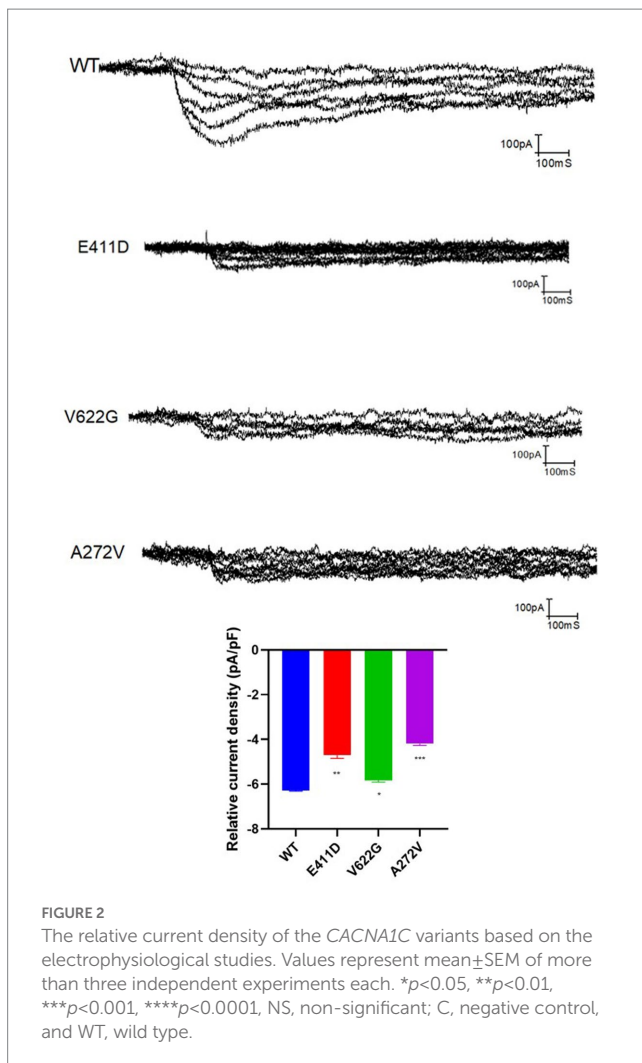 WT
100pA
100mS
E411D
100pA
100mS
V622G
100pA
100mS
A272V
100pA
100mS
Relative current density (pA/pF)
0
-2
-4
-6
-8
**
*
***
WT
E411D
V622G
A272V
FIGURE 2
The relative current density of the CACNA1C variants based on the
electrophysiological studies. Values represent mean±SEM of more
than three independent experiments each. *p<0.05, **p<0.01,
***p<0.001, ****p<0.0001, NS, non-significant; C, negative control,
and WT, wild type.